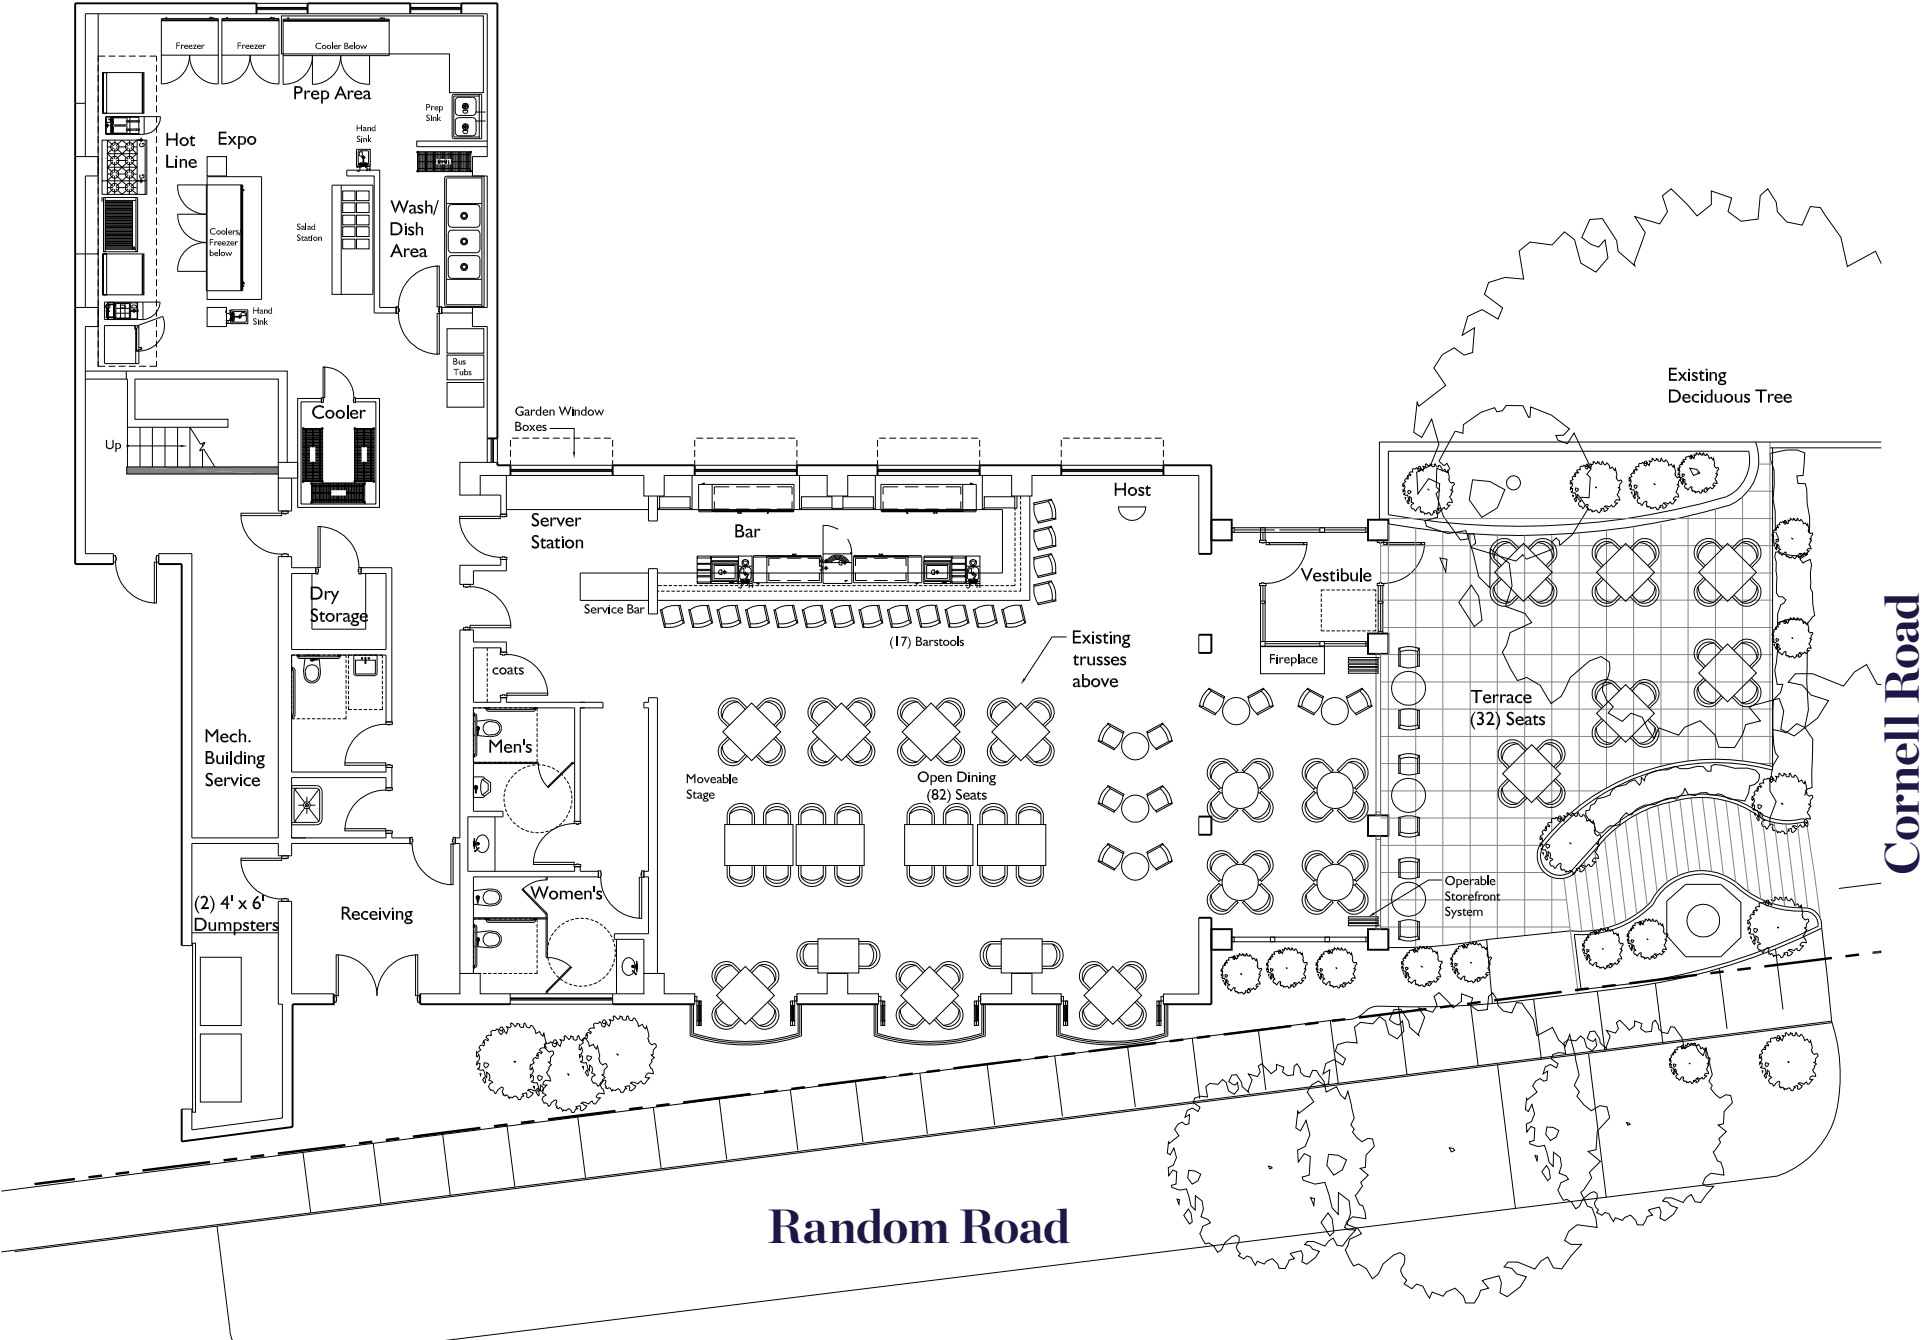 Freezer
Freezer
Cooler Below
Prep Area
Prep
Sink
Hand
Sink
Hot
Line
Expo
Wash/
Dish
Area
Salad
Station
Coolers/
Freezer
below
Hand
Sink
Bus
Tubs
Up
Cooler
Garden Window
Boxes
Existing
Deciduous Tree
Server
Station
Bar
Host
Dry
Storage
Service Bar
(17) Barstools
Vestibule
Fireplace
Existing
trusses
above
coats
Terrace
(32) Seats
Mech.
Building
Service
Men's
Moveable
Stage
Open Dining
(82) Seats
Women's
(2) 4' x 6'
Dumpsters
Receiving
Operable
Storefront
System
Cornell Road
Random Road